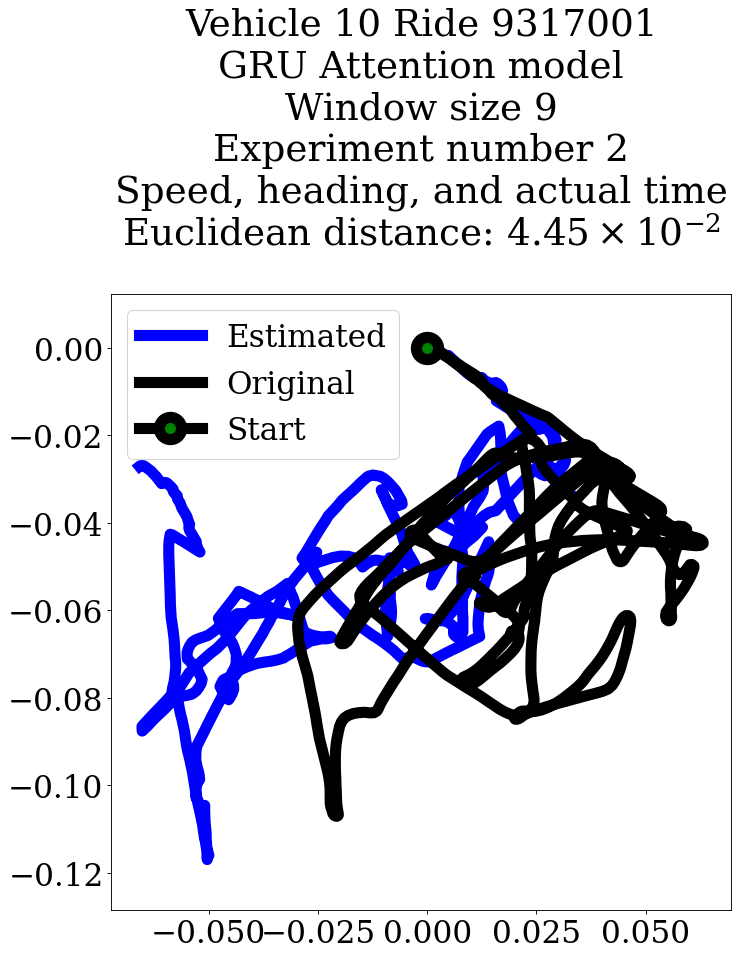 Vehicle 10 Ride 9317001
GRU Attention model
Window size 9
Experiment number 2
Speed, heading, and actual time
Euclidean distance: 4.45 × 10⁻²
Estimated
Original
Start
0.00
−0.02
−0.04
−0.06
−0.08
−0.10
−0.12
−0.050 −0.025 0.000 0.025 0.050